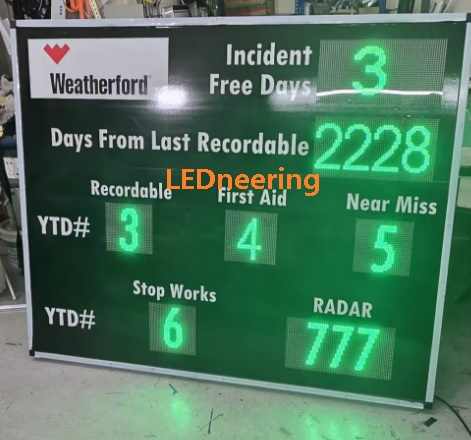 Weatherford
Incident
Free Days
3
Days From Last Recordable 2228
LEDneering
Recordable First Aid Near Miss
YTD# 3 4 5
Stop Works RADAR
YTD# 6 777